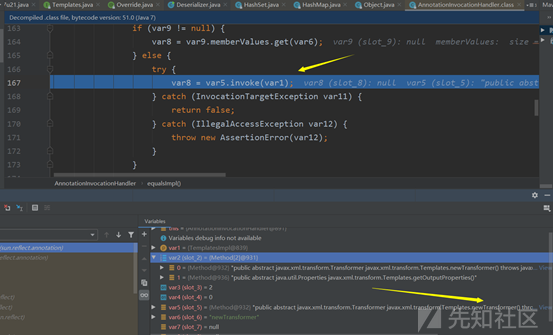 fu21.java
Templates.java
Override.java
Deserializer.java
HashSet.java
HashMap.java
Object.java
AnnotationInvocationHandler.class
Decompiled .class file, bytecode version: 51.0 (Java 7)
163 if (var9 != null) {
164 var8 = var9.memberValues.get(var6); var9 (slot_9): null memberValues: size =
165 } else {
166 try {
167 var8 = var5.invoke(var1); var8 (slot_8): null var5 (slot_5): "public abst
168 } catch (InvocationTargetException var11) {
169 return false;
170 } catch (IllegalAccessException var12) {
171 throw new AssertionError(var12);
172 }
173 }
AnnotationInvocationHandler › equalsImpl()
Variables
Variables debug info not available
var1 = {TemplatesImpl@839}
(sun.reflect.annotation) var2 (slot_2) = {Method[2]@931}
0 = {Method@932} "public abstract javax.xml.transform.Transformer javax.xml.transform.Templates.newTransformer() throws javax...
1 = {Method@930} "public abstract java.util.Properties javax.xml.transform.Templates.getOutputProperties()"
var3 (slot_3) = 2
var4 (slot_4) = 0
var5 (slot_5) = {Method@932} "public abstract javax.xml.transform.Transformer javax.xml.transform.Templates.newTransformer() thro...
var6 (slot_6) = "newTransformer"
var7 (slot_7) = null
先知社区